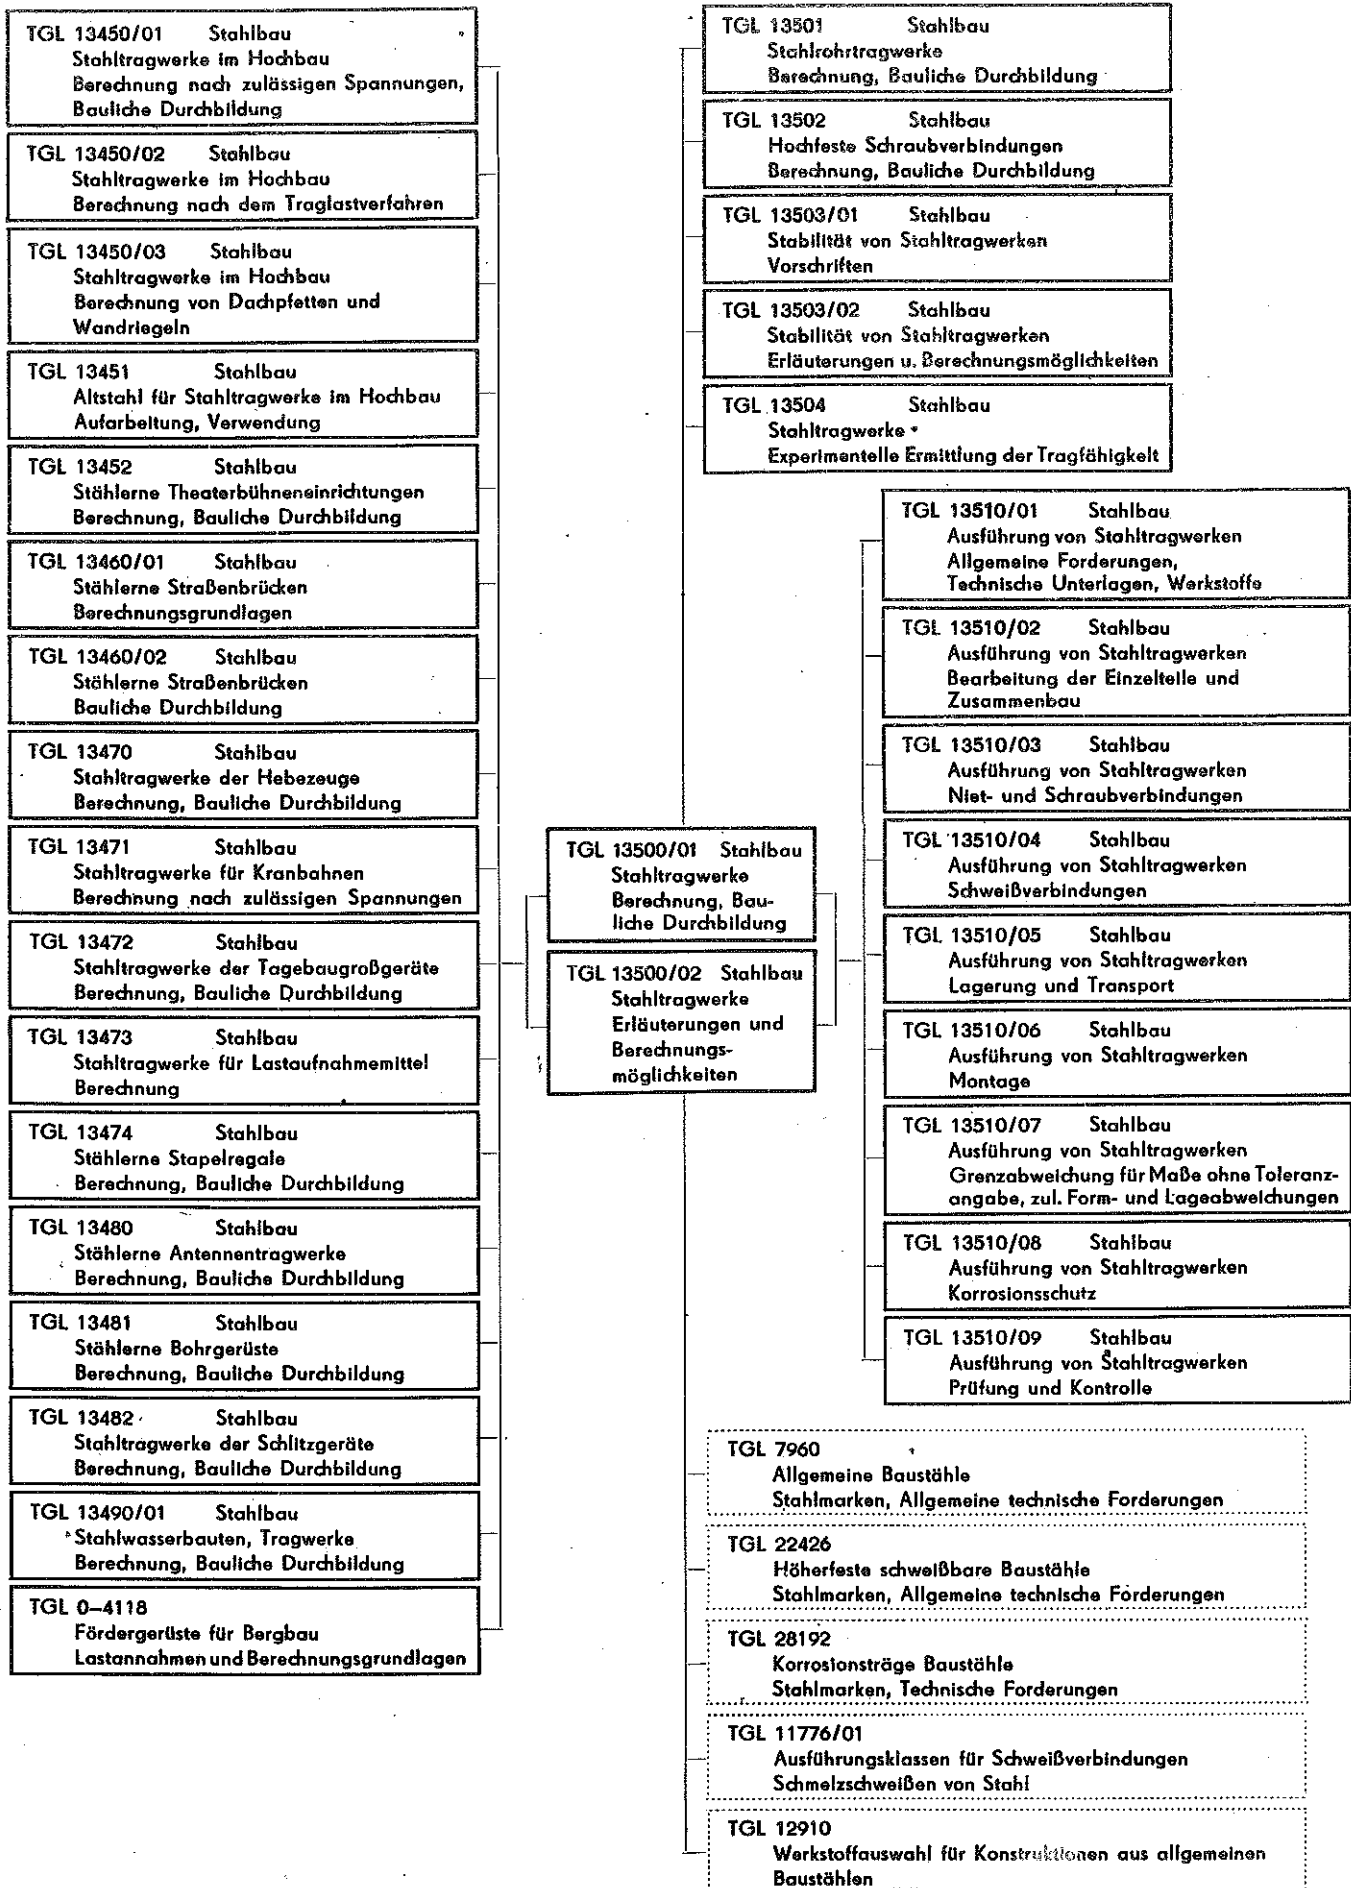 TGL 13450/01 Stahlbau
Stahltragwerke im Hochbau
Berechnung nach zulässigen Spannungen,
Bauliche Durchbildung
TGL 13450/02 Stahlbau
Stahltragwerke im Hochbau
Berechnung nach dem Traglastverfahren
TGL 13450/03 Stahlbau
Stahltragwerke im Hochbau
Berechnung von Dachpfetten und
Wandriegeln
TGL 13451 Stahlbau
Altstahl für Stahltragwerke im Hochbau
Aufarbeitung, Verwendung
TGL 13452 Stahlbau
Stählerne Theaterbühneneinrichtungen
Berechnung, Bauliche Durchbildung
TGL 13460/01 Stahlbau
Stählerne Straßenbrücken
Berechnungsgrundlagen
TGL 13460/02 Stahlbau
Stählerne Straßenbrücken
Bauliche Durchbildung
TGL 13470 Stahlbau
Stahltragwerke der Hebezeuge
Berechnung, Bauliche Durchbildung
TGL 13471 Stahlbau
Stahltragwerke für Kranbahnen
Berechnung nach zulässigen Spannungen
TGL 13472 Stahlbau
Stahltragwerke der Tagebaugroßgeräte
Berechnung, Bauliche Durchbildung
TGL 13473 Stahlbau
Stahltragwerke für Lastaufnahmemittel
Berechnung
TGL 13474 Stahlbau
Stählerne Stapelregale
Berechnung, Bauliche Durchbildung
TGL 13480 Stahlbau
Stählerne Antennentragwerke
Berechnung, Bauliche Durchbildung
TGL 13481 Stahlbau
Stählerne Bohrgerüste
Berechnung, Bauliche Durchbildung
TGL 13482 Stahlbau
Stahltragwerke der Schlitzgeräte
Berechnung, Bauliche Durchbildung
TGL 13490/01 Stahlbau
Stahlwasserbauten, Tragwerke
Berechnung, Bauliche Durchbildung
TGL 0-4118
Fördergerüste für Bergbau
Lastannahmen und Berechnungsgrundlagen
TGL 13500/01 Stahlbau
Stahltragwerke
Berechnung, Bau-
liche Durchbildung
TGL 13500/02 Stahlbau
Stahltragwerke
Erläuterungen und
Berechnungs-
möglichkeiten
TGL 13501 Stahlbau
Stahlrohrtragwerke
Berechnung, Bauliche Durchbildung
TGL 13502 Stahlbau
Hochfeste Schraubverbindungen
Berechnung, Bauliche Durchbildung
TGL 13503/01 Stahlbau
Stabilität von Stahltragwerken
Vorschriften
TGL 13503/02 Stahlbau
Stabilität von Stahltragwerken
Erläuterungen u. Berechnungsmöglichkeiten
TGL 13504 Stahlbau
Stahltragwerke
Experimentelle Ermittlung der Tragfähigkeit
TGL 13510/01 Stahlbau
Ausführung von Stahltragwerken
Allgemeine Forderungen,
Technische Unterlagen, Werkstoffe
TGL 13510/02 Stahlbau
Ausführung von Stahltragwerken
Bearbeitung der Einzelteile und
Zusammenbau
TGL 13510/03 Stahlbau
Ausführung von Stahltragwerken
Niet- und Schraubverbindungen
TGL 13510/04 Stahlbau
Ausführung von Stahltragwerken
Schweißverbindungen
TGL 13510/05 Stahlbau
Ausführung von Stahltragwerken
Lagerung und Transport
TGL 13510/06 Stahlbau
Ausführung von Stahltragwerken
Montage
TGL 13510/07 Stahlbau
Ausführung von Stahltragwerken
Grenzabweichung für Maße ohne Toleranz-
angabe, zul. Form- und Lageabweichungen
TGL 13510/08 Stahlbau
Ausführung von Stahltragwerken
Korrosionsschutz
TGL 13510/09 Stahlbau
Ausführung von Stahltragwerken
Prüfung und Kontrolle
TGL 7960
Allgemeine Baustähle
Stahlmarken, Allgemeine technische Forderungen
TGL 22426
Höherfeste schweißbare Baustähle
Stahlmarken, Allgemeine technische Forderungen
TGL 28192
Korrosionsträge Baustähle
Stahlmarken, Technische Forderungen
TGL 11776/01
Ausführungsklassen für Schweißverbindungen
Schmelzschweißen von Stahl
TGL 12910
Werkstoffauswahl für Konstruktionen aus allgemeinen
Baustählen